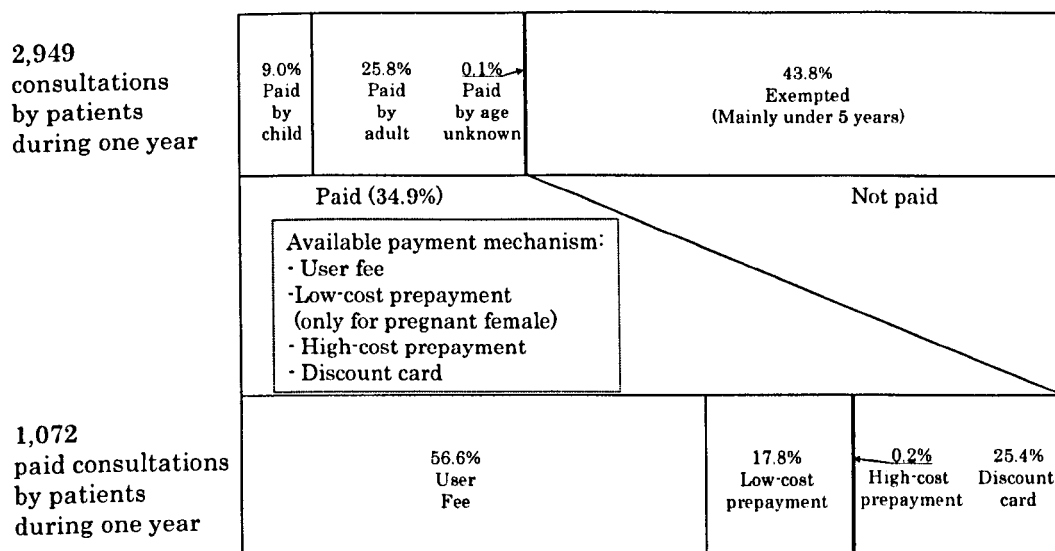 2,949
consultations
by patients
during one year
9.0%
Paid
by
child
25.8%
Paid
by
adult
0.1%
Paid
by age
unknown
43.8%
Exempted
(Mainly under 5 years)
Paid (34.9%)
Not paid
Available payment mechanism:
- User fee
-Low-cost prepayment
(only for pregnant female)
- High-cost prepayment
- Discount card
1,072
paid consultations
by patients
during one year
56.6%
User
Fee
17.8%
Low-cost
prepayment
0.2%
High-cost
prepayment
25.4%
Discount
card